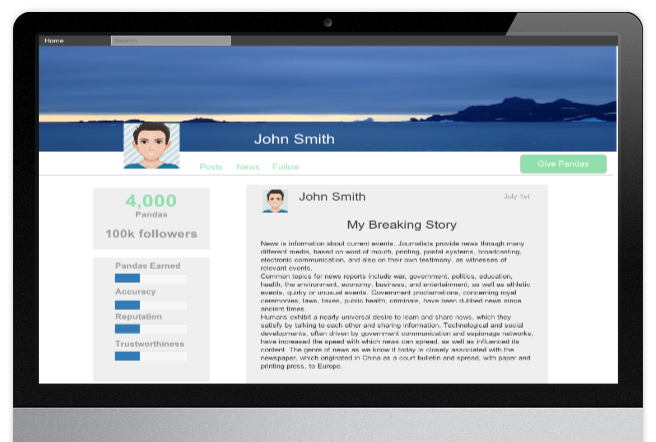 Home
Search
John Smith
Posts News Follow
Give Pandas
4,000
Pandas
100k followers
Pandas Earned
Accuracy
Reputation
Trustworthiness
John Smith
July 1st
My Breaking Story
News is information about current events. Journalists provide news through many
different media, based on word of mouth, printing, postal systems, broadcasting,
electronic communication, and also on their own testimony, as witnesses of
relevant events.
Common topics for news reports include war, government, politics, education,
health, the environment, economy, business, and entertainment, as well as athletic
events, quirky or unusual events. Government proclamations, concerning royal
ceremonies, laws, taxes, public health, criminals, have been dubbed news since
ancient times.
Humans exhibit a nearly universal desire to learn and share news, which they
satisfy by talking to each other and sharing information. Technological and social
developments, often driven by government communication and espionage networks,
have increased the speed with which news can spread, as well as influenced its
content. The genre of news as we know it today is closely associated with the
newspaper, which originated in China as a court bulletin and spread, with paper and
printing press, to Europe.